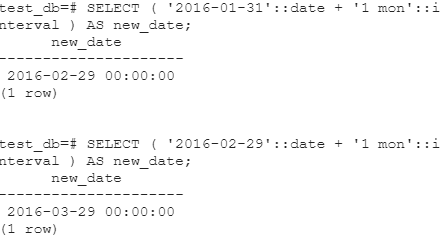 test_db=# SELECT ( '2016-01-31'::date + '1 mon'::i
nterval ) AS new_date;
      new_date
---------------------
 2016-02-29 00:00:00
(1 row)
test_db=# SELECT ( '2016-02-29'::date + '1 mon'::i
nterval ) AS new_date;
      new_date
---------------------
 2016-03-29 00:00:00
(1 row)